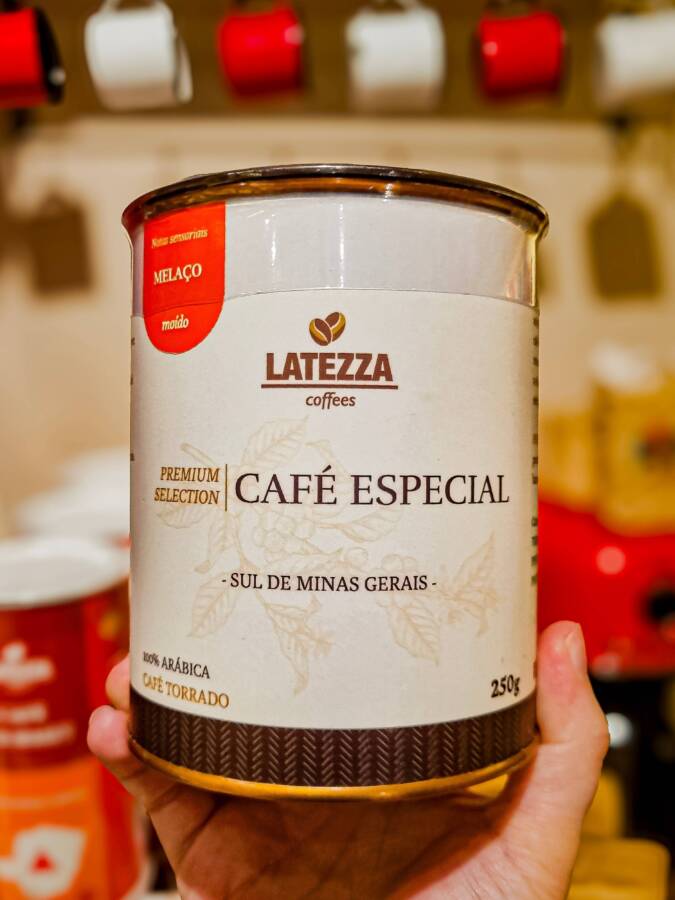 Notas sensoriais
MELAÇO
moído
LATEZZA
coffees
PREMIUM
SELECTION
CAFÉ ESPECIAL
- SUL DE MINAS GERAIS -
100% ARÁBICA
CAFÉ TORRADO
250g